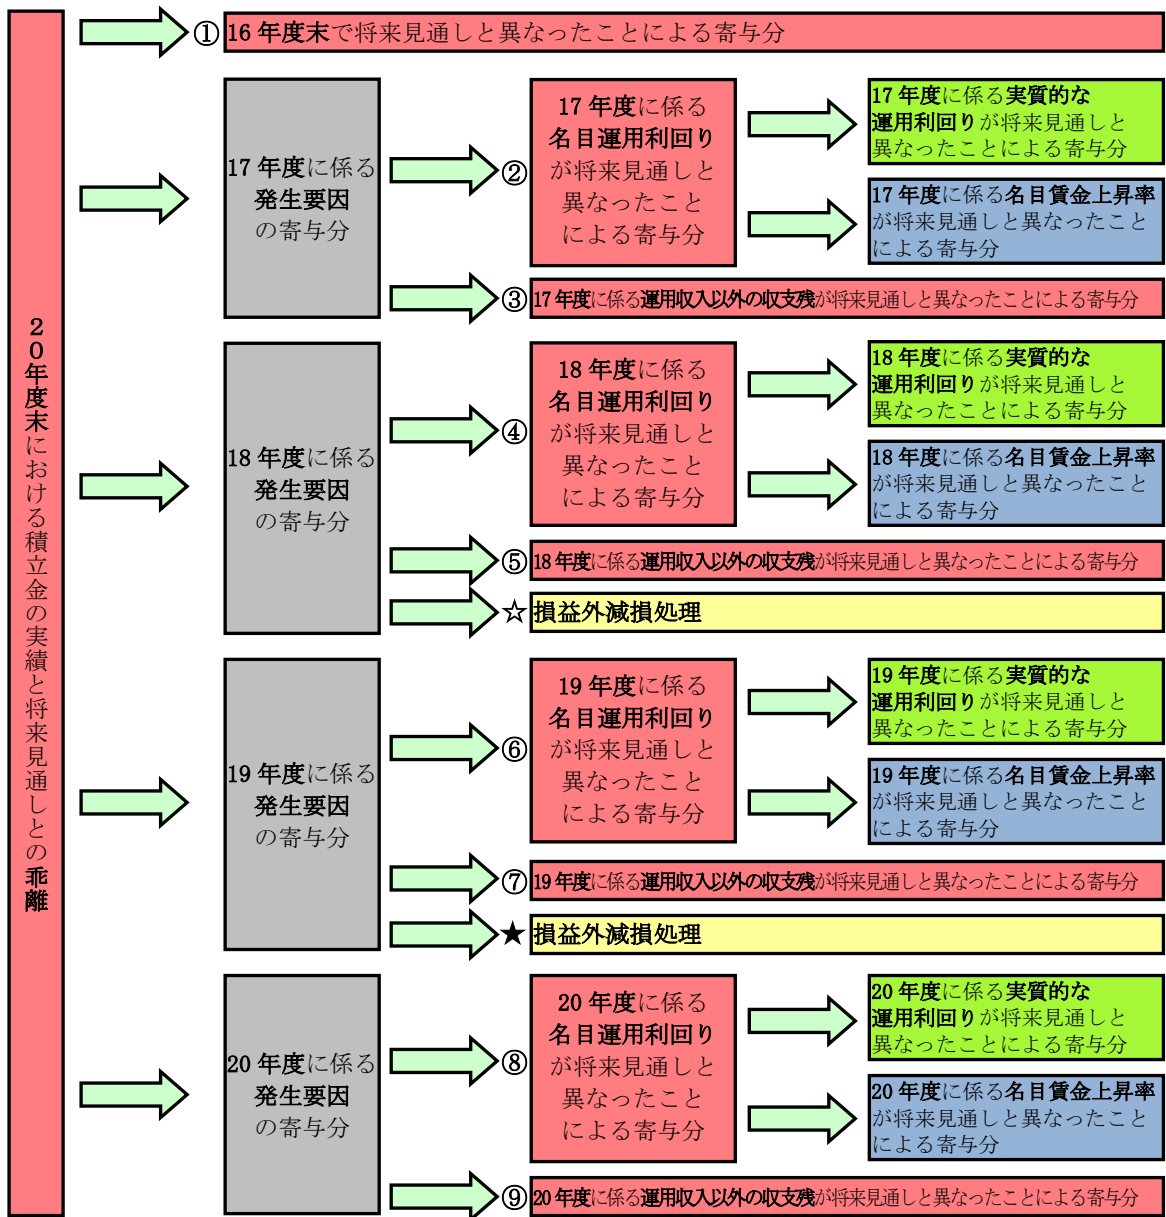 20年度末における積立金の実績と将来見通しとの乖離
① 16年度末で将来見通しと異なったことによる寄与分
17年度に係る
発生要因
の寄与分
②
17年度に係る
名目運用利回り
が将来見通しと
異なったこと
による寄与分
17年度に係る実質的な
運用利回りが将来見通しと
異なったことによる寄与分
17年度に係る名目賃金上昇率
が将来見通しと異なったこと
による寄与分
③ 17年度に係る運用収入以外の収支残が将来見通しと異なったことによる寄与分
18年度に係る
発生要因
の寄与分
④
18年度に係る
名目運用利回り
が将来見通しと
異なったこと
による寄与分
18年度に係る実質的な
運用利回りが将来見通しと
異なったことによる寄与分
18年度に係る名目賃金上昇率
が将来見通しと異なったこと
による寄与分
⑤ 18年度に係る運用収入以外の収支残が将来見通しと異なったことによる寄与分
☆ 損益外減損処理
19年度に係る
発生要因
の寄与分
⑥
19年度に係る
名目運用利回り
が将来見通しと
異なったこと
による寄与分
19年度に係る実質的な
運用利回りが将来見通しと
異なったことによる寄与分
19年度に係る名目賃金上昇率
が将来見通しと異なったこと
による寄与分
⑦ 19年度に係る運用収入以外の収支残が将来見通しと異なったことによる寄与分
★ 損益外減損処理
20年度に係る
発生要因
の寄与分
⑧
20年度に係る
名目運用利回り
が将来見通しと
異なったこと
による寄与分
20年度に係る実質的な
運用利回りが将来見通しと
異なったことによる寄与分
20年度に係る名目賃金上昇率
が将来見通しと異なったこと
による寄与分
⑨ 20年度に係る運用収入以外の収支残が将来見通しと異なったことによる寄与分